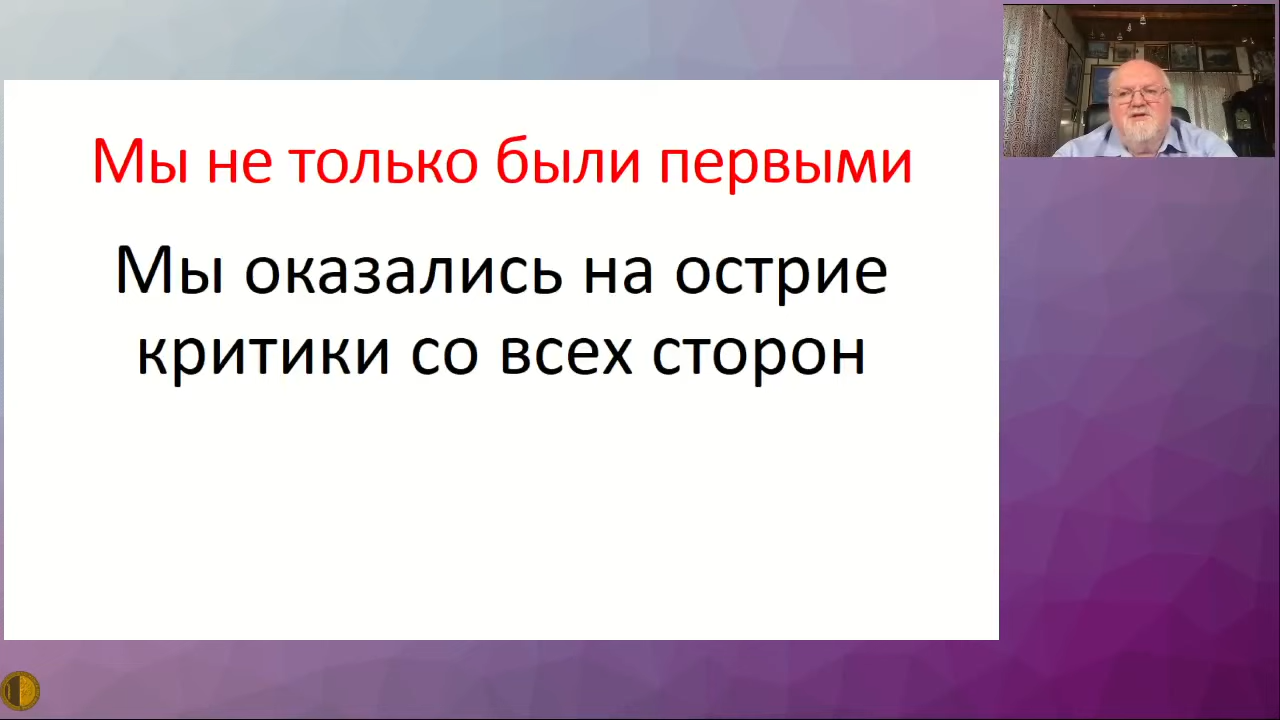 Мы не только были первыми
Мы оказались на острие
критики со всех сторон